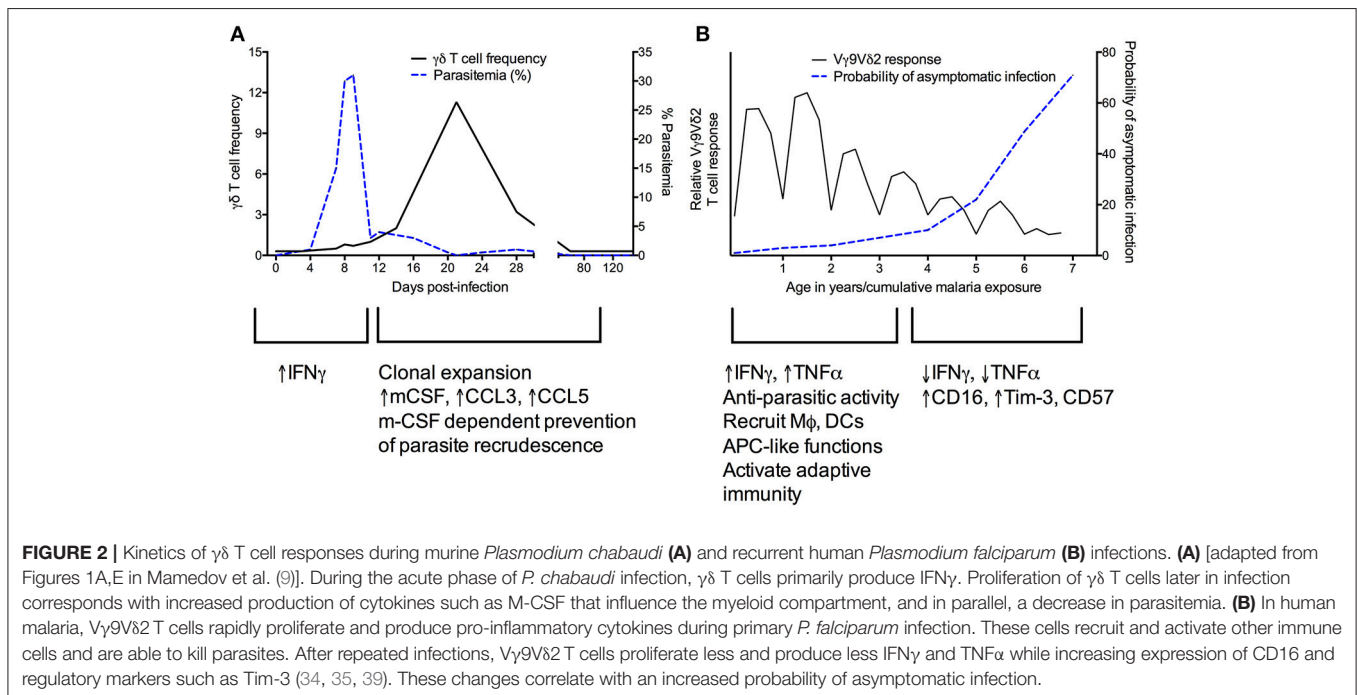 A
15
12
9
6
3
0
γδ T cell frequency
γδ T cell frequency
Parasitemia (%)
35
30
25
20
15
10
5
0
% Parasitemia
0 4 8 12 16 20 24 28 80 120
Days post-infection
↑IFNγ
Clonal expansion
↑mCSF, ↑CCL3, ↑CCL5
m-CSF dependent prevention
of parasite recrudescence
B
Relative Vγ9Vδ2
T cell response
Vγ9Vδ2 response
Probability of asymptomatic infection
80
60
40
20
0
Probability of asymptomatic infection
1 2 3 4 5 6 7
Age in years/cumulative malaria exposure
↑IFNγ, ↑TNFα
Anti-parasitic activity
Recruit Mϕ, DCs
APC-like functions
Activate adaptive
immunity
↓IFNγ, ↓TNFα
↑CD16, ↑Tim-3, CD57
FIGURE 2 | Kinetics of γδ T cell responses during murine Plasmodium chabaudi (A) and recurrent human Plasmodium falciparum (B) infections. (A) [adapted from
Figures 1A,E in Mamedov et al. (9)]. During the acute phase of P. chabaudi infection, γδ T cells primarily produce IFNγ. Proliferation of γδ T cells later in infection
corresponds with increased production of cytokines such as M-CSF that influence the myeloid compartment, and in parallel, a decrease in parasitemia. (B) In human
malaria, Vγ9Vδ2 T cells rapidly proliferate and produce pro-inflammatory cytokines during primary P. falciparum infection. These cells recruit and activate other immune
cells and are able to kill parasites. After repeated infections, Vγ9Vδ2 T cells proliferate less and produce less IFNγ and TNFα while increasing expression of CD16 and
regulatory markers such as Tim-3 (34, 35, 39). These changes correlate with an increased probability of asymptomatic infection.